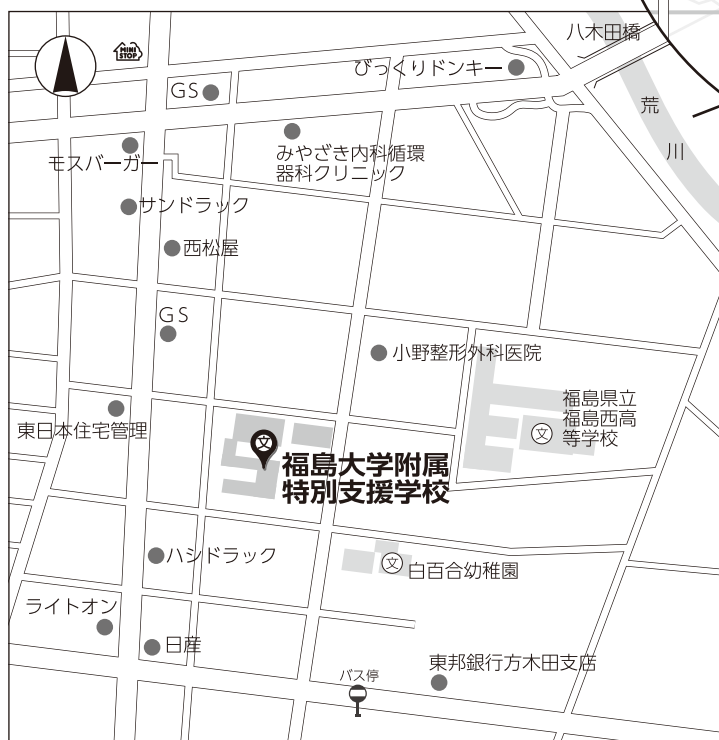 八木田橋
MINI
STOP
びっくりドンキー
GS
荒
川
モスバーガー
みやざき内科循環
器科クリニック
サンドラック
西松屋
GS
小野整形外科医院
福島県立
福島西高
等学校
文
東日本住宅管理
文
福島大学附属
特別支援学校
ハシドラック
文
白百合幼稚園
ライトオン
日産
東邦銀行方木田支店
バス停